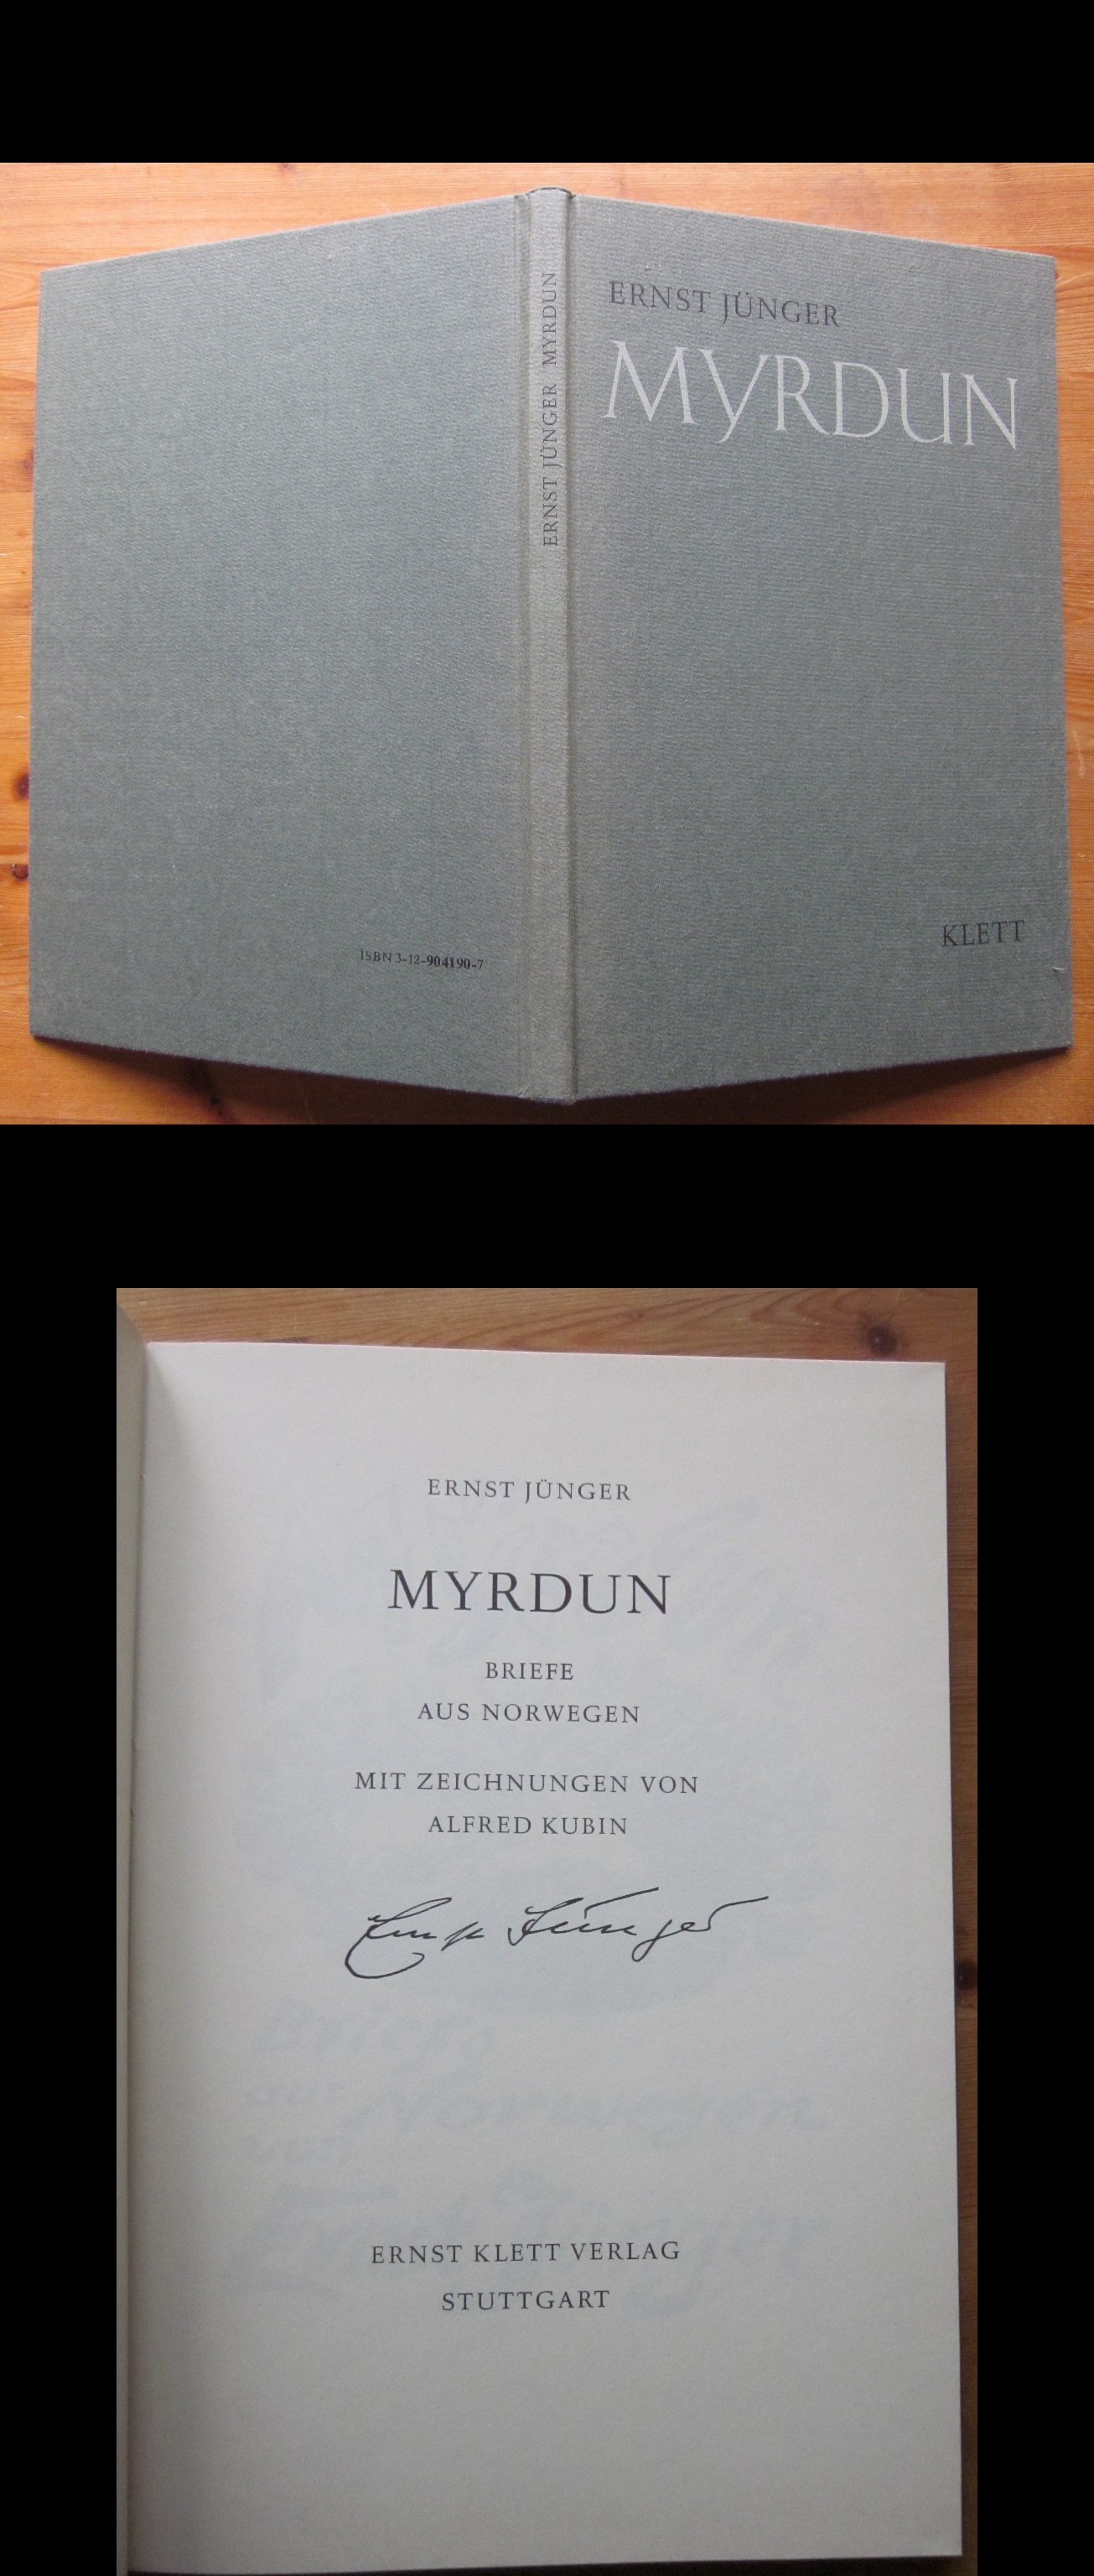 ERNST JÜNGER
MYRDUN
KLETT
ERNST JÜNGER MYRDUN
ISBN 3-12-904190-7
ERNST JÜNGER
MYRDUN
BRIEFE
AUS NORWEGEN
MIT ZEICHNUNGEN VON
ALFRED KUBIN
Ernst Jünger
ERNST KLETT VERLAG
STUTTGART